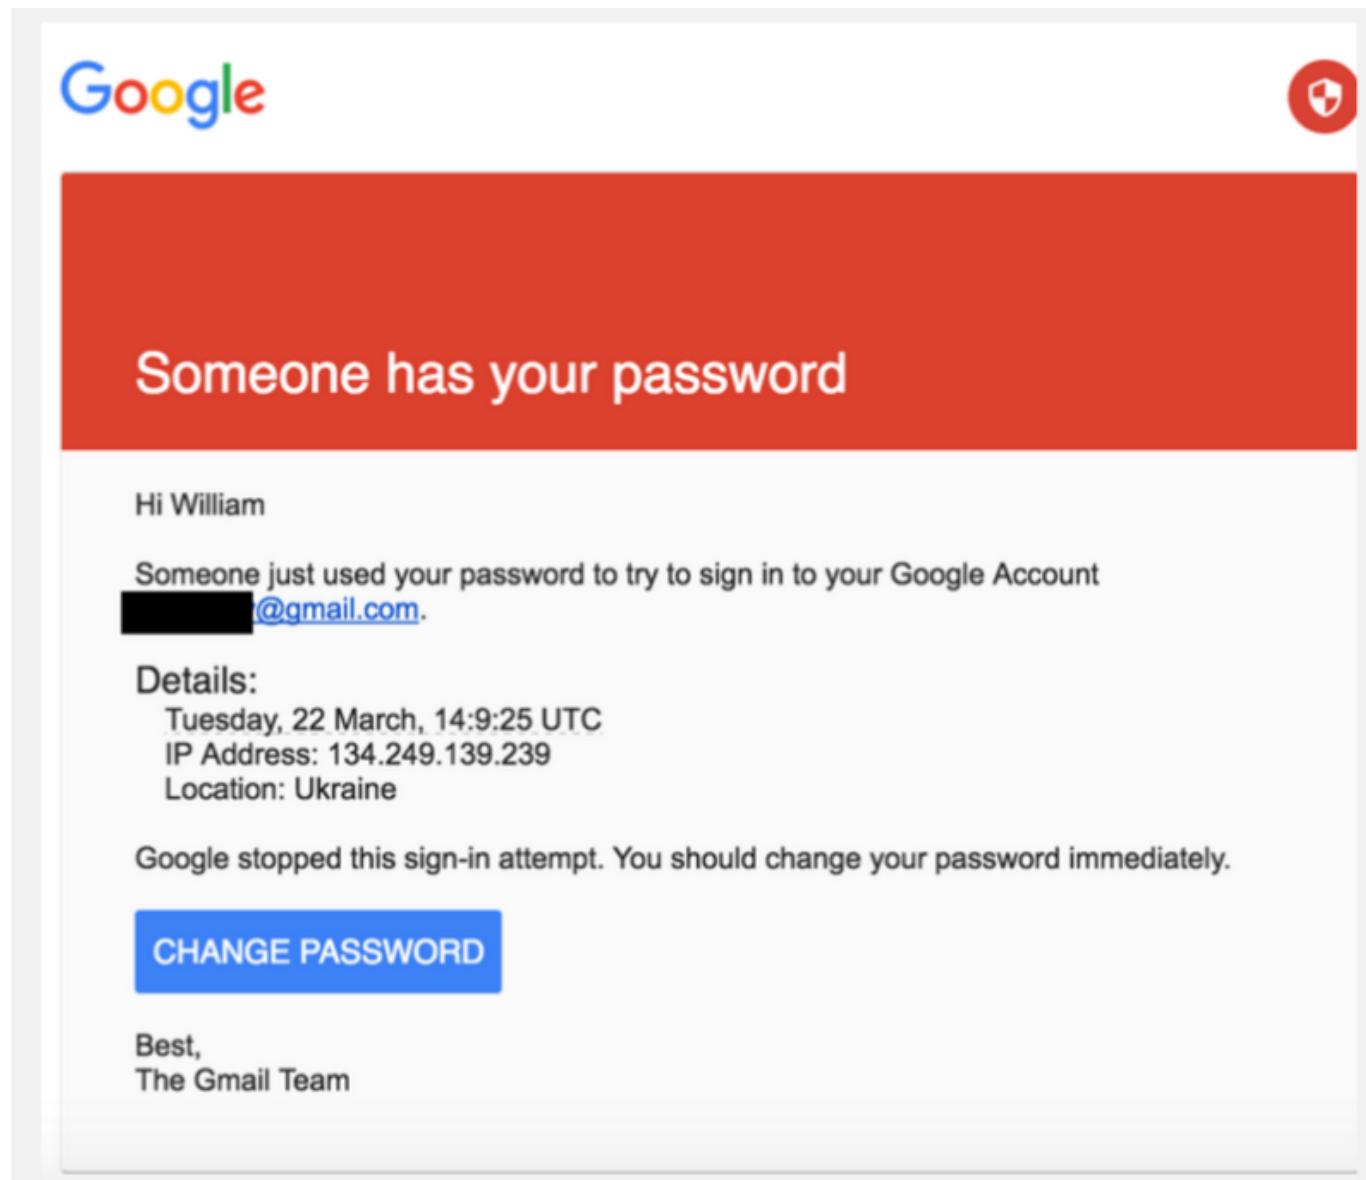 Google
Someone has your password
Hi William
Someone just used your password to try to sign in to your Google Account
@gmail.com.
Details:
Tuesday, 22 March, 14:9:25 UTC
IP Address: 134.249.139.239
Location: Ukraine
Google stopped this sign-in attempt. You should change your password immediately.
CHANGE PASSWORD
Best,
The Gmail Team